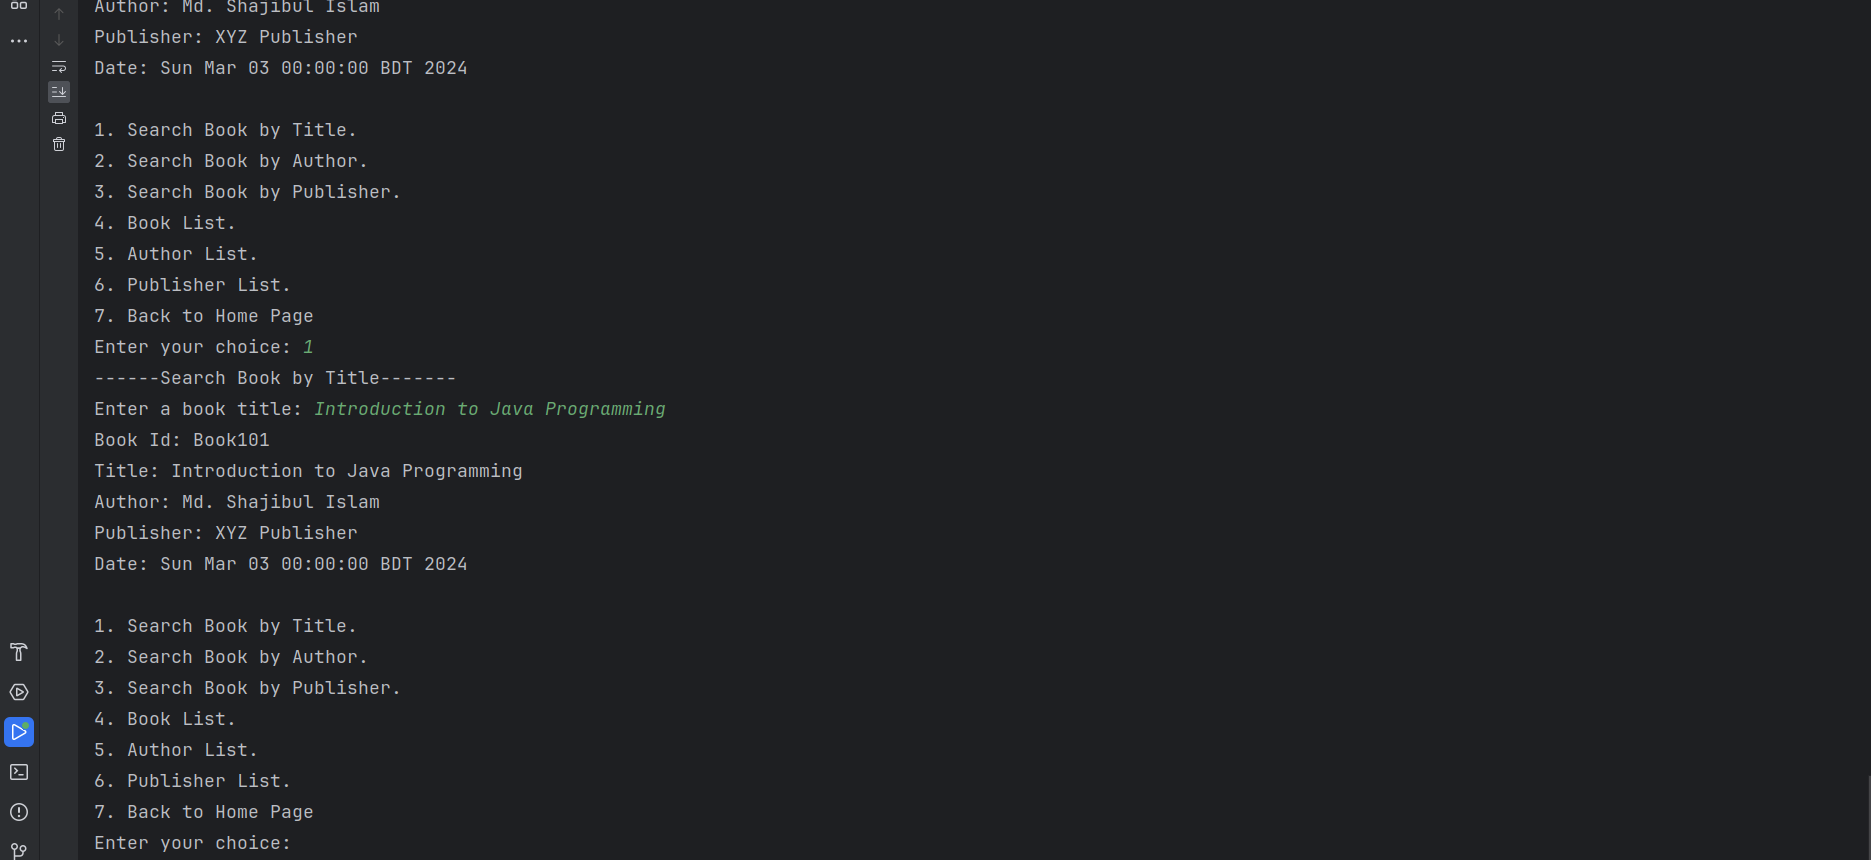 Author: Md. Shajibul Islam
Publisher: XYZ Publisher
Date: Sun Mar 03 00:00:00 BDT 2024

1. Search Book by Title.
2. Search Book by Author.
3. Search Book by Publisher.
4. Book List.
5. Author List.
6. Publisher List.
7. Back to Home Page
Enter your choice: 1
------Search Book by Title-------
Enter a book title: Introduction to Java Programming
Book Id: Book101
Title: Introduction to Java Programming
Author: Md. Shajibul Islam
Publisher: XYZ Publisher
Date: Sun Mar 03 00:00:00 BDT 2024

1. Search Book by Title.
2. Search Book by Author.
3. Search Book by Publisher.
4. Book List.
5. Author List.
6. Publisher List.
7. Back to Home Page
Enter your choice: